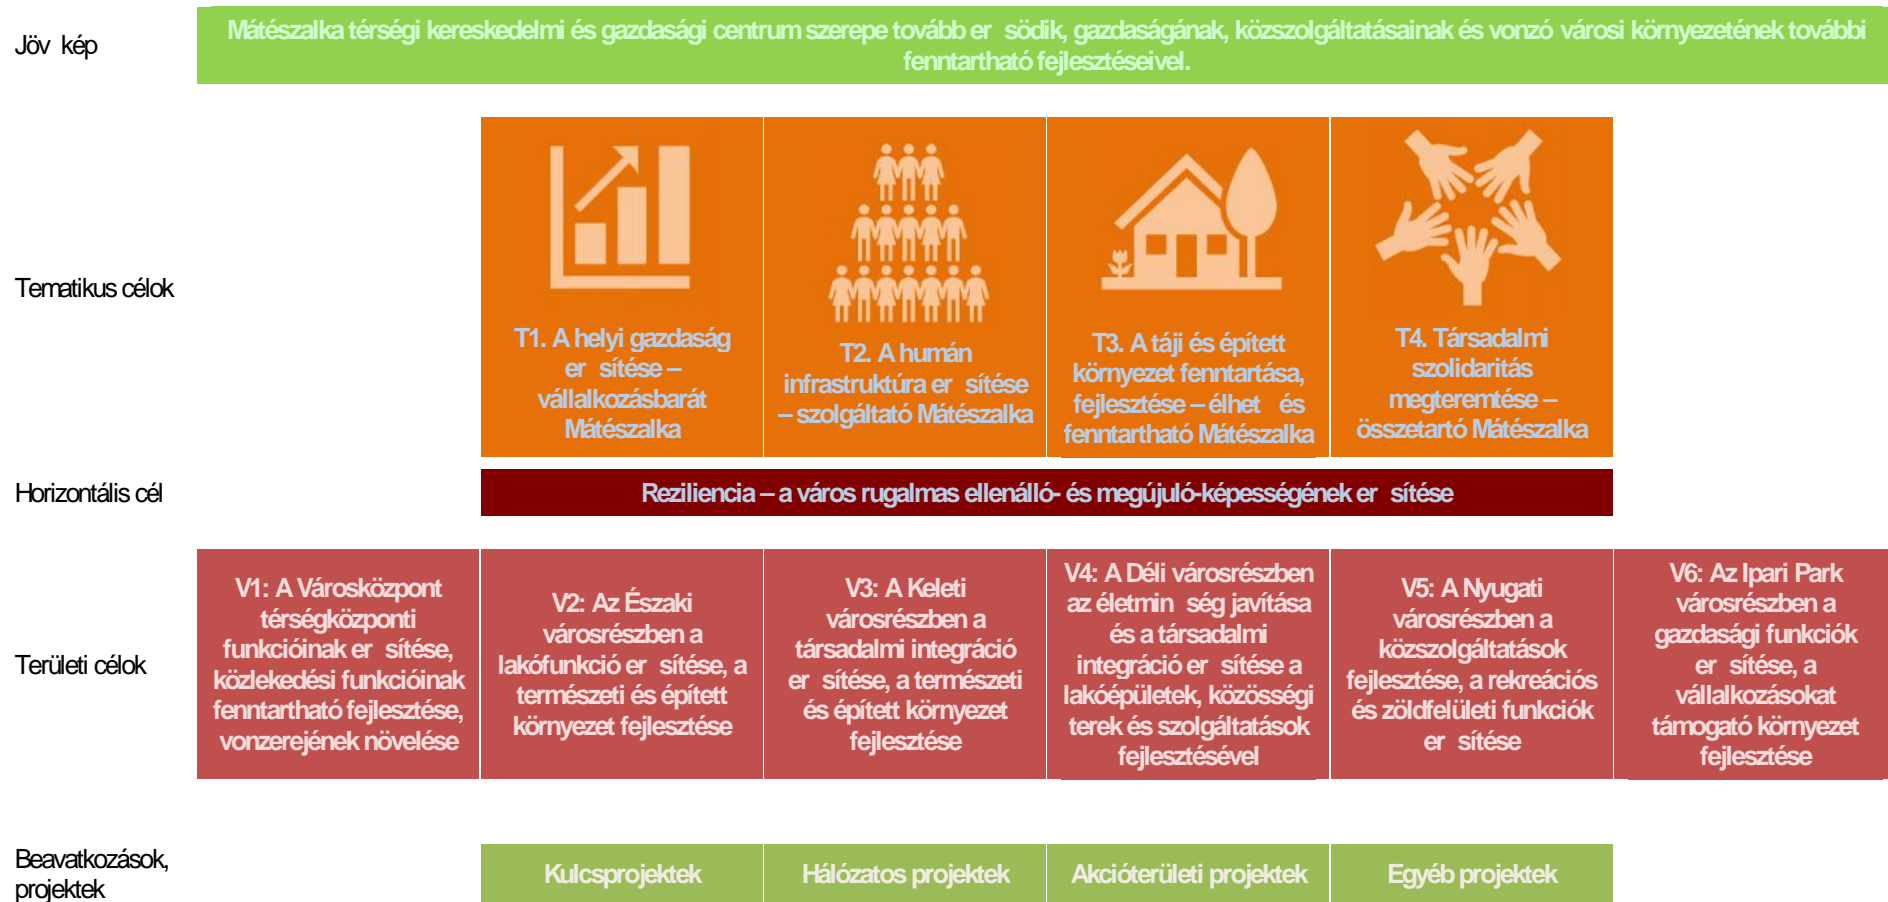 Jöv kép
Mátészalka térségi kereskedelmi és gazdasági centrum szerepe tovább er södik, gazdaságának, közszolgáltatásainak és vonzó városi környezetének további
fenntartható fejlesztéseivel.
Tematikus célok
T1. A helyi gazdaság
er sítése –
vállalkozásbarát
Mátészalka
T2. A humán
infrastruktúra er sítése
– szolgáltató Mátészalka
T3. A táji és épített
környezet fenntartása,
fejlesztése – élhet és
fenntartható Mátészalka
T4. Társadalmi
szolidaritás
megteremtése –
összetartó Mátészalka
Horizontális cél
Reziliencia – a város rugalmas ellenálló- és megújuló-képességének er sítése
Területi célok
V1: A Városközpont
térségközponti
funkcióinak er sítése,
közlekedési funkcióinak
fenntartható fejlesztése,
vonzerejének növelése
V2: Az Északi
városrészben a
lakófunkció er sítése, a
természeti és épített
környezet fejlesztése
V3: A Keleti
városrészben a
társadalmi integráció
er sítése, a természeti
és épített környezet
fejlesztése
V4: A Déli városrészben
az életmin ség javítása
és a társadalmi
integráció er sítése a
lakóépületek, közösségi
terek és szolgáltatások
fejlesztésével
V5: A Nyugati
városrészben a
közszolgáltatások
fejlesztése, a rekreációs
és zöldfelületi funkciók
er sítése
V6: Az Ipari Park
városrészben a
gazdasági funkciók
er sítése, a
vállalkozásokat
támogató környezet
fejlesztése
Beavatkozások,
projektek
Kulcsprojektek
Hálózatos projektek
Akcióterületi projektek
Egyéb projektek